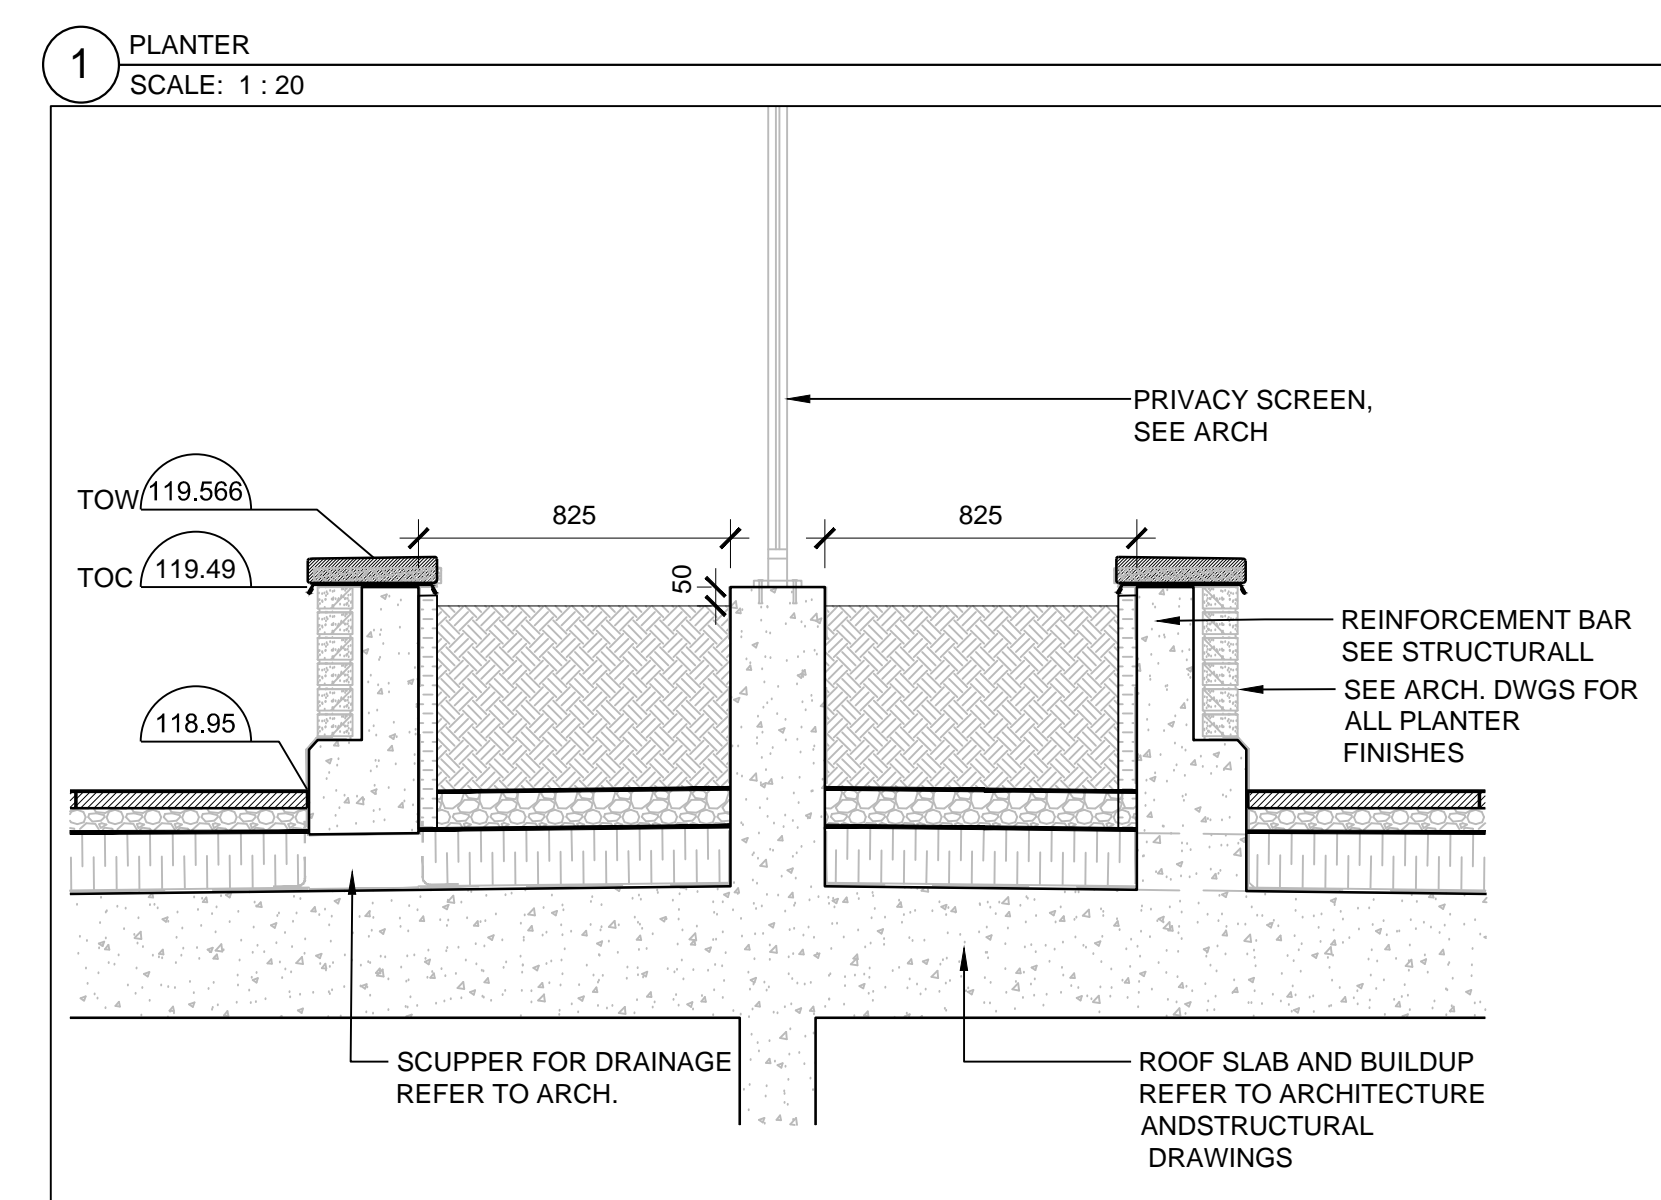 1
PLANTER
SCALE: 1 : 20
PRIVACY SCREEN,
SEE ARCH
TOW 119.566
825
825
TOC 119.49
50
REINFORCEMENT BAR
SEE STRUCTURALL
SEE ARCH. DWGS FOR
ALL PLANTER
FINISHES
118.95
SCUPPER FOR DRAINAGE
REFER TO ARCH.
ROOF SLAB AND BUILDUP
REFER TO ARCHITECTURE
ANDSTRUCTURAL
DRAWINGS